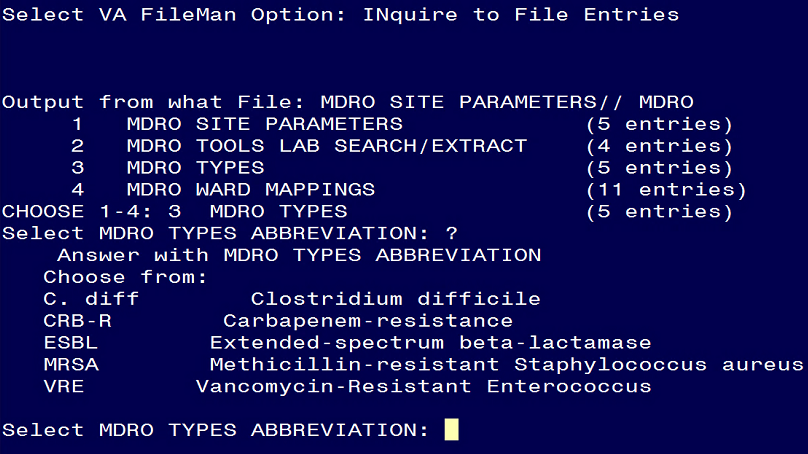 Select VA FileMan Option: INquire to File Entries
Output from what File: MDRO SITE PARAMETERS// MDRO
1 MDRO SITE PARAMETERS (5 entries)
2 MDRO TOOLS LAB SEARCH/EXTRACT (4 entries)
3 MDRO TYPES (5 entries)
4 MDRO WARD MAPPINGS (11 entries)
CHOOSE 1-4: 3 MDRO TYPES (5 entries)
Select MDRO TYPES ABBREVIATION: ?
Answer with MDRO TYPES ABBREVIATION
Choose from:
C. diff Clostridium difficile
CRB-R Carbapenem-resistance
ESBL Extended-spectrum beta-lactamase
MRSA Methicillin-resistant Staphylococcus aureus
VRE Vancomycin-Resistant Enterococcus
Select MDRO TYPES ABBREVIATION: